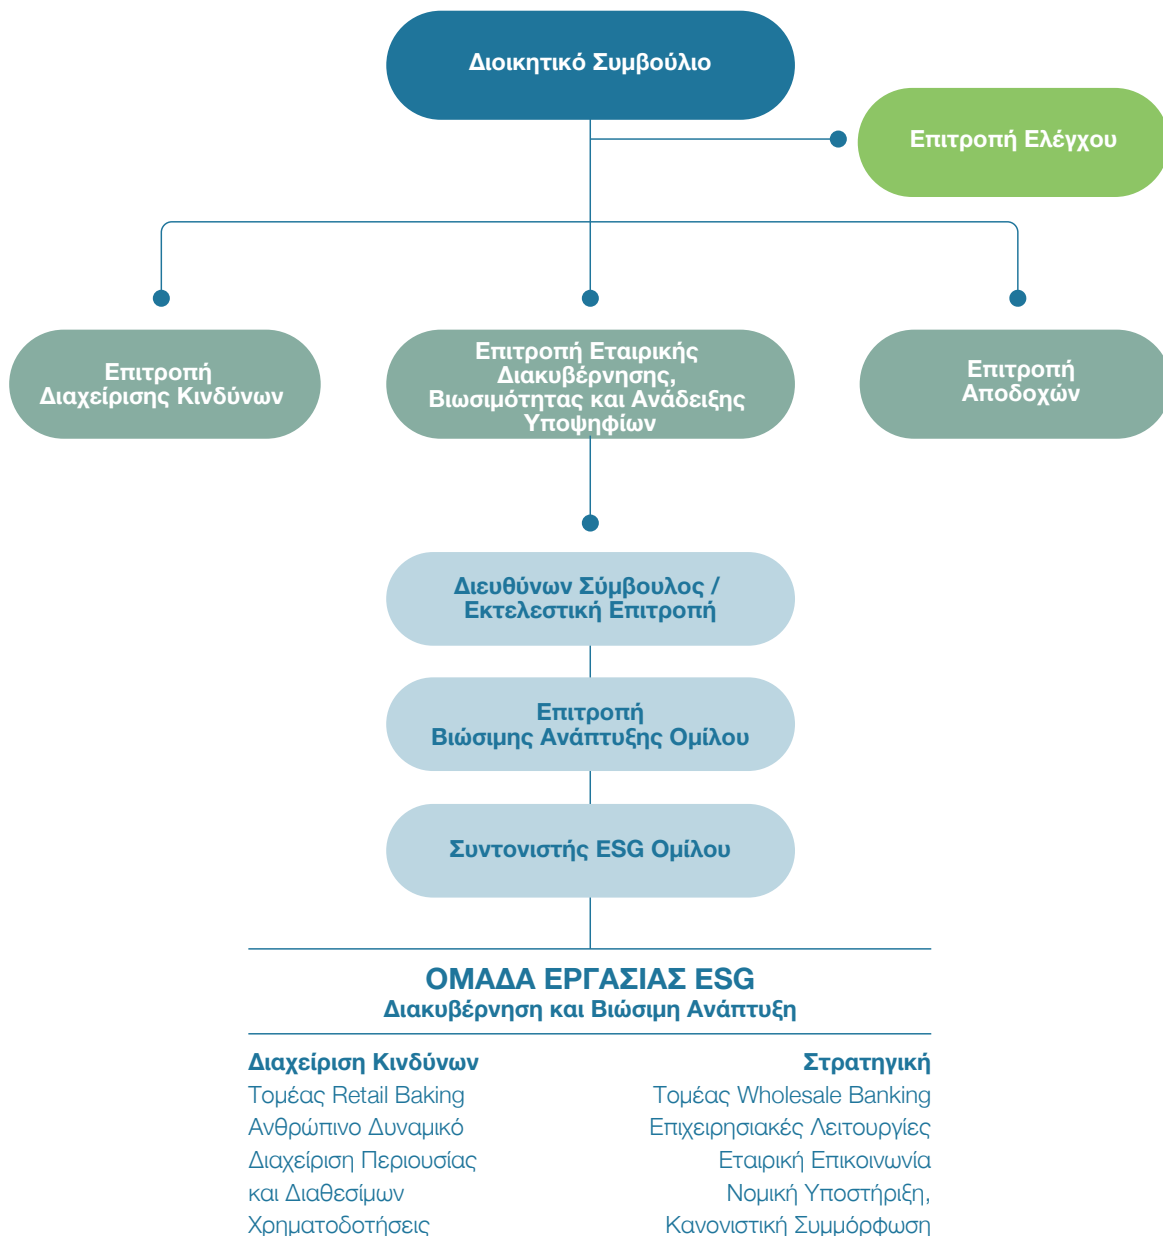 Διοικητικό Συμβούλιο
Επιτροπή Ελέγχου
Επιτροπή
Διαχείρισης Κινδύνων
Επιτροπή Εταιρικής
Διακυβέρνησης,
Βιωσιμότητας και Ανάδειξης
Υποψηφίων
Επιτροπή
Αποδοχών
Διευθύνων Σύμβουλος /
Εκτελεστική Επιτροπή
Επιτροπή
Βιώσιμης Ανάπτυξης Ομίλου
Συντονιστής ESG Ομίλου
ΟΜΑΔΑ ΕΡΓΑΣΙΑΣ ESG
Διακυβέρνηση και Βιώσιμη Ανάπτυξη
Διαχείριση Κινδύνων
Τομέας Retail Baking
Ανθρώπινο Δυναμικό
Διαχείριση Περιουσίας
και Διαθεσίμων
Χρηματοδοτήσεις
Στρατηγική
Τομέας Wholesale Banking
Επιχειρησιακές Λειτουργίες
Εταιρική Επικοινωνία
Νομική Υποστήριξη,
Κανονιστική Συμμόρφωση